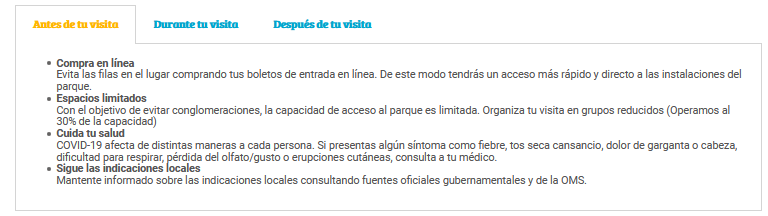 Antes de tu visita Durante tu visita Después de tu visita
• Compra en línea
Evita las filas en el lugar comprando tus boletos de entrada en línea. De este modo tendrás un acceso más rápido y directo a las instalaciones del
parque.
• Espacios limitados
Con el objetivo de evitar conglomeraciones, la capacidad de acceso al parque es limitada. Organiza tu visita en grupos reducidos (Operamos al
30% de la capacidad)
• Cuida tu salud
COVID-19 afecta de distintas maneras a cada persona. Si presentas algún síntoma como fiebre, tos seca cansancio, dolor de garganta o cabeza,
dificultad para respirar, pérdida del olfato/gusto o erupciones cutáneas, consulta a tu médico.
• Sigue las indicaciones locales
Mantente informado sobre las indicaciones locales consultando fuentes oficiales gubernamentales y de la OMS.